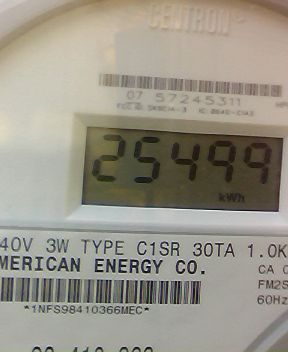 CENTRON
07 57245311
25499
kWh
40V 3W TYPE C1SR 30TA 1.0K
MERICAN ENERGY CO.
CA 0
FM2S
60Hz
*1NFS98410366MEC*